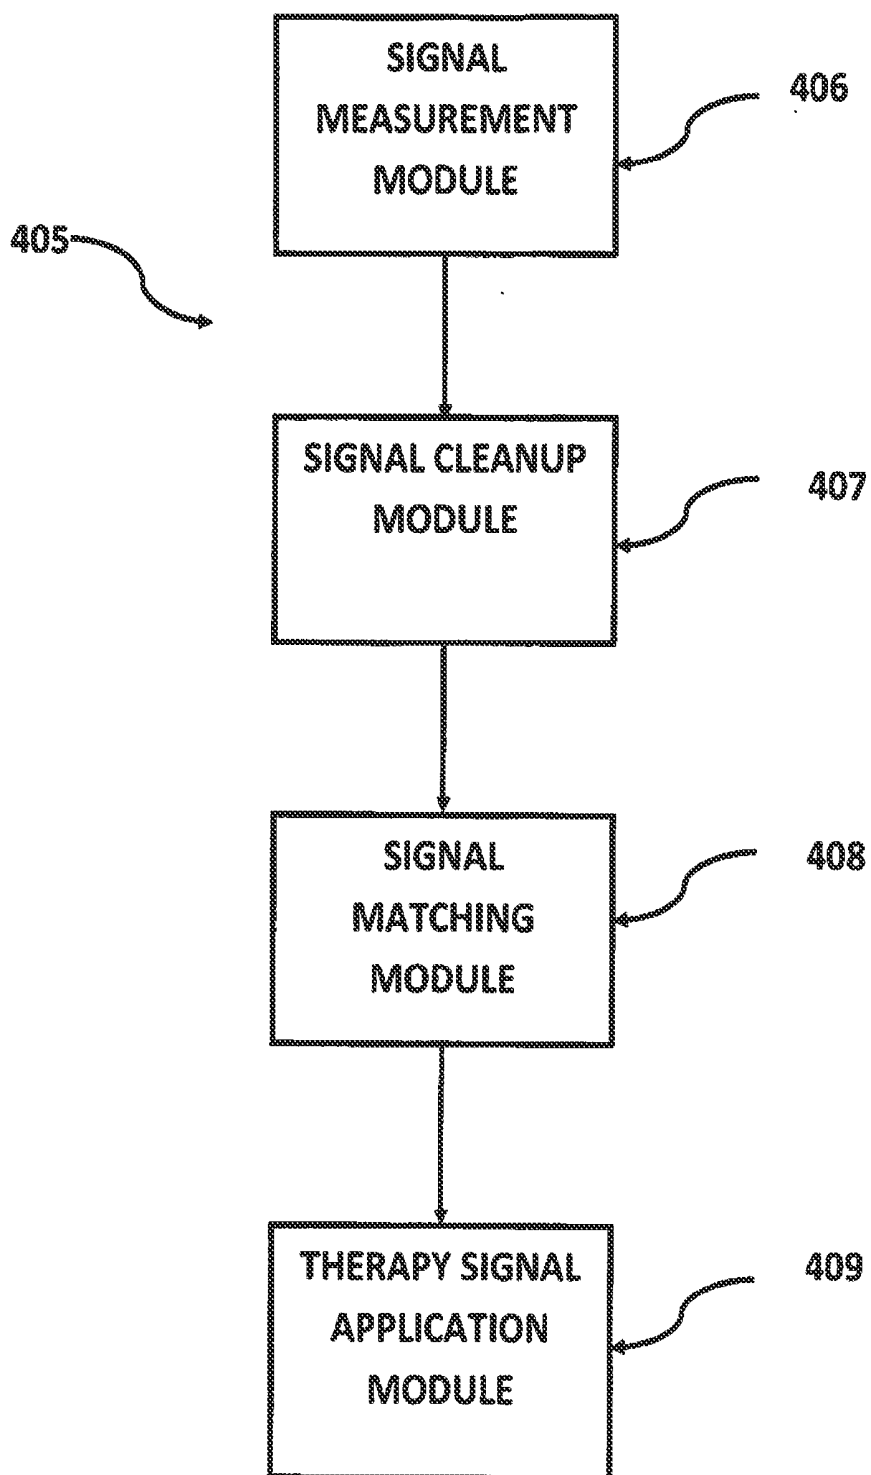 SIGNAL
MEASUREMENT
MODULE
406
405
SIGNAL CLEANUP
MODULE
407
SIGNAL
MATCHING
MODULE
408
THERAPY SIGNAL
APPLICATION
MODULE
409